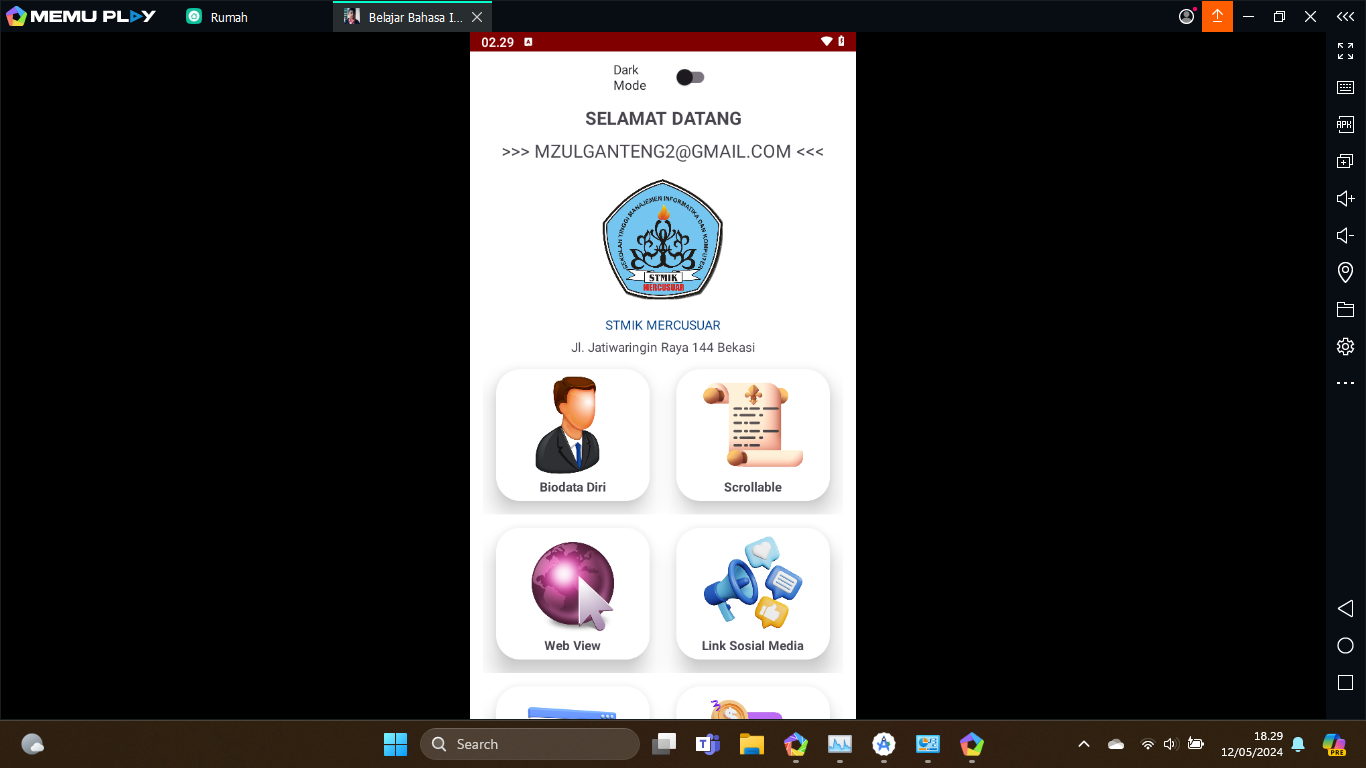 MEMU PLAY
Rumah
Belajar Bahasa I...
02.29
Dark
Mode
SELAMAT DATANG
>>> MZULGANTENG2@GMAIL.COM <<<
SEKOLAH TINGGI MANAJEMEN INFORMATIKA DAN KOMPUTER
STMIK
MERCUSUAR
STMIK MERCUSUAR
Jl. Jatiwaringin Raya 144 Bekasi
Biodata Diri
Scrollable
Web View
Link Sosial Media
APK
Search
18.29
12/05/2024
PRE